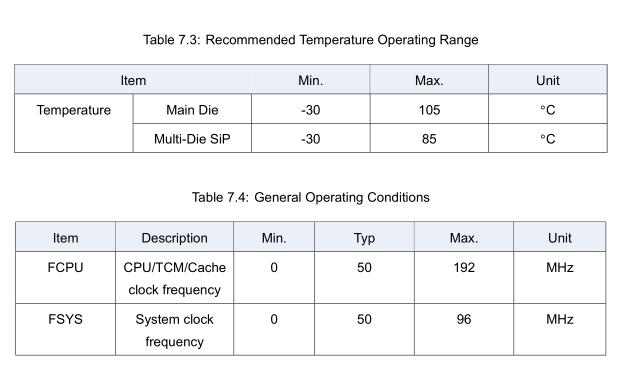 Table 7.3: Recommended Temperature Operating Range
Item Min. Max. Unit
Temperature Main Die -30 105 °C
Multi-Die SiP -30 85 °C
Table 7.4: General Operating Conditions
Item Description Min. Typ Max. Unit
FCPU CPU/TCM/Cache 0 50 192 MHz
clock frequency
FSYS System clock 0 50 96 MHz
frequency